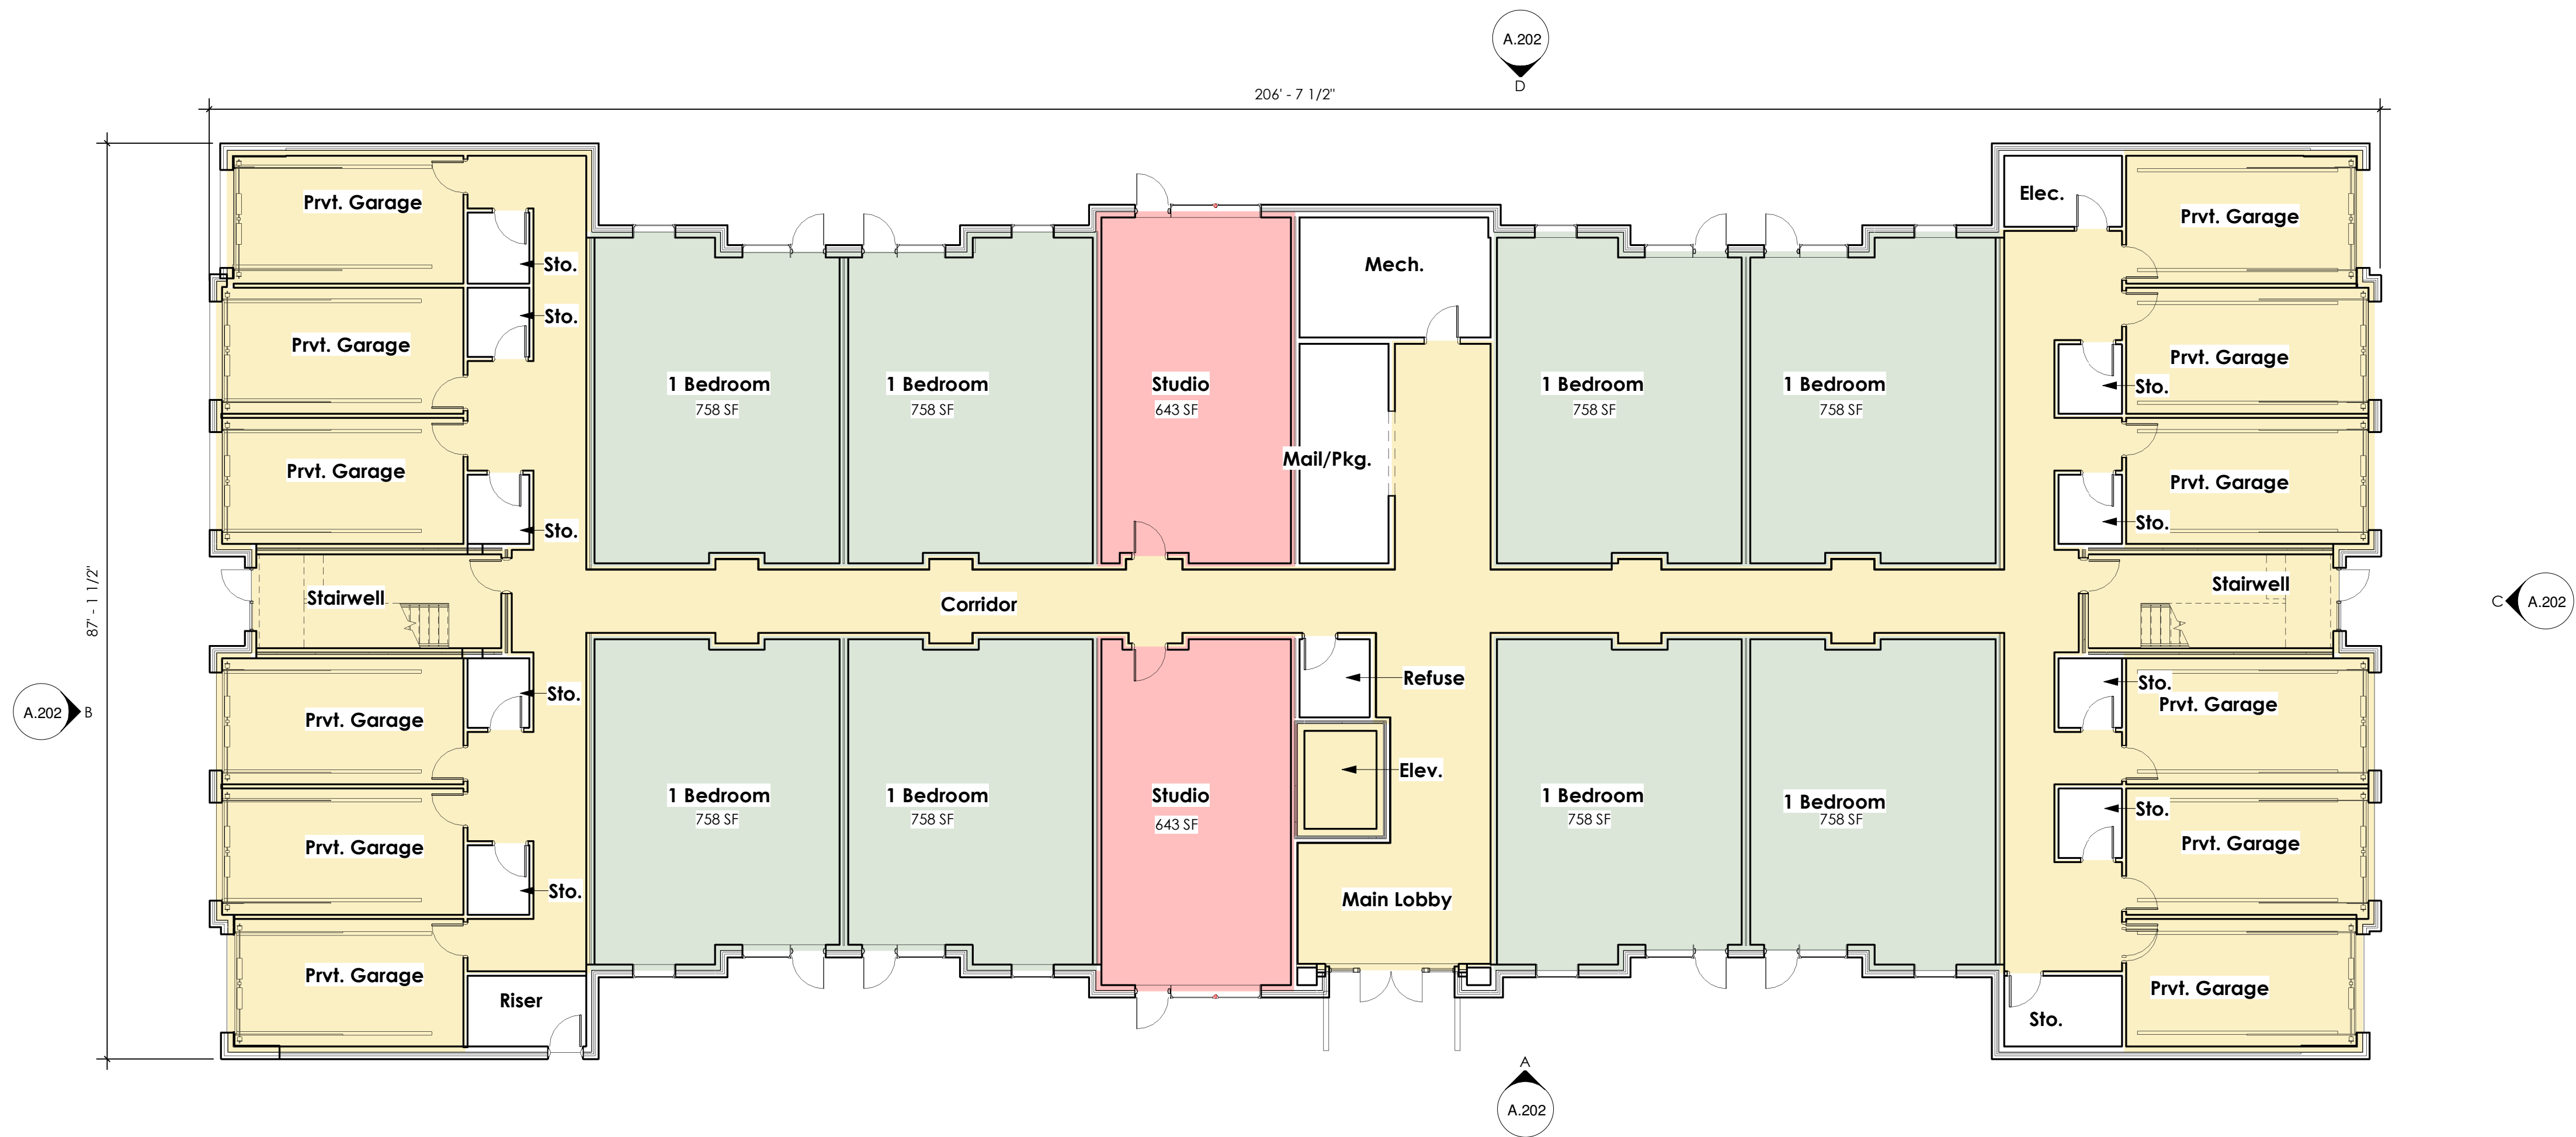 A.202
D
206' - 7 1/2"
Prvt. Garage
Elec.
Prvt. Garage
Sto.
Mech.
Sto.
Prvt. Garage
Prvt. Garage
1 Bedroom
758 SF
1 Bedroom
758 SF
Studio
643 SF
1 Bedroom
758 SF
1 Bedroom
758 SF
Sto.
Mail/Pkg.
Prvt. Garage
Prvt. Garage
Sto.
Sto.
Stairwell
Corridor
Stairwell
87' - 1 1/2"
C
A.202
Refuse
Sto.
Sto.
Prvt. Garage
A.202
B
Prvt. Garage
Elev.
1 Bedroom
758 SF
1 Bedroom
758 SF
Studio
643 SF
1 Bedroom
758 SF
1 Bedroom
758 SF
Sto.
Prvt. Garage
Prvt. Garage
Sto.
Main Lobby
Prvt. Garage
Riser
Prvt. Garage
Sto.
A
A.202